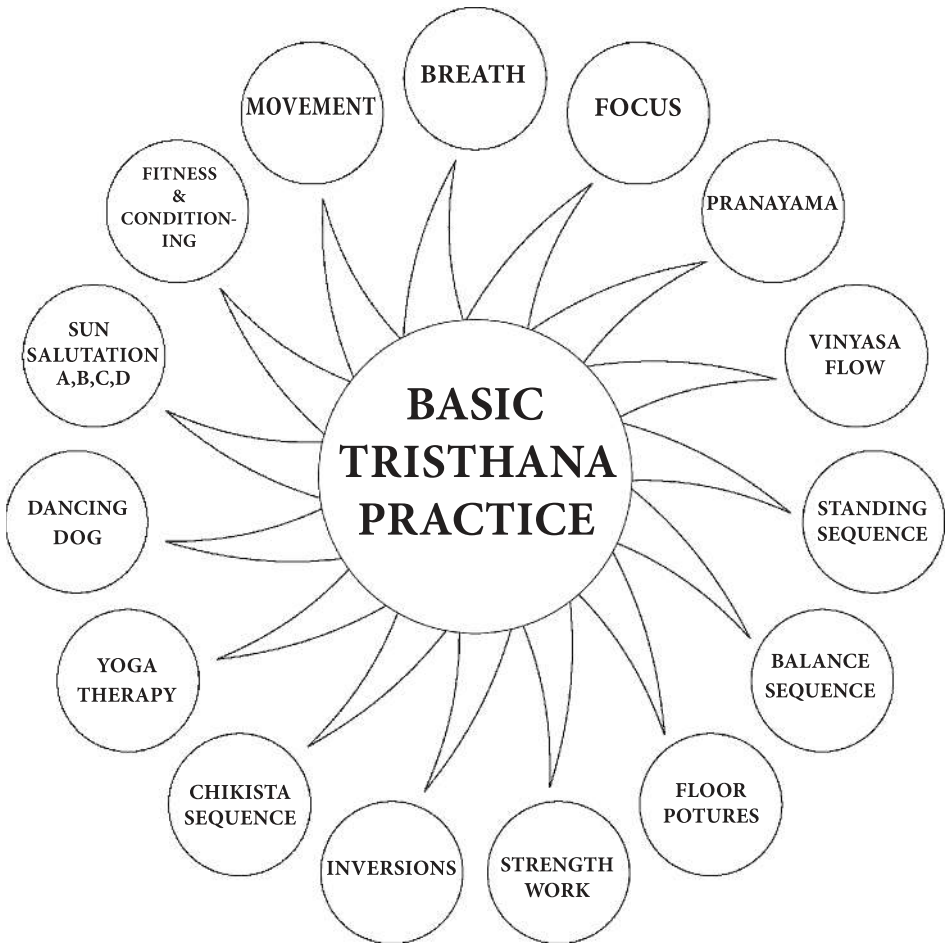 BREATH
FOCUS
PRANAYAMA
VINYASA
FLOW
STANDING
SEQUENCE
BALANCE
SEQUENCE
FLOOR
POTURES
STRENGTH
WORK
INVERSIONS
CHIKISTA
SEQUENCE
YOGA
THERAPY
DANCING
DOG
SUN
SALUTATION
A,B,C,D
FITNESS
&
CONDITION-
ING
MOVEMENT
BASIC
TRISTHANA
PRACTICE